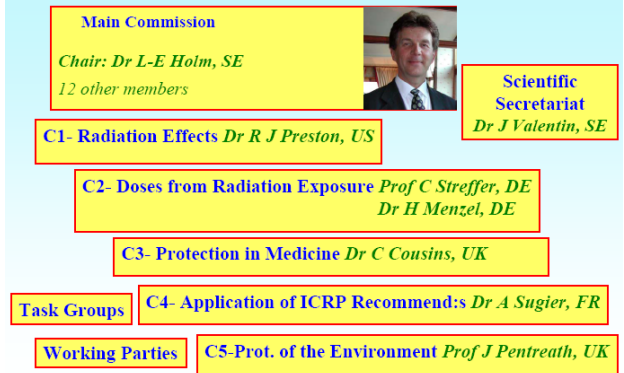 Main Commission
Chair: Dr L-E Holm, SE
12 other members
Scientific
Secretariat
Dr J Valentin, SE
C1- Radiation Effects Dr R J Preston, US
C2- Doses from Radiation Exposure Prof C Streffer, DE
Dr H Menzel, DE
C3- Protection in Medicine Dr C Cousins, UK
Task Groups
C4- Application of ICRP Recommend:s Dr A Sugier, FR
Working Parties
C5-Prot. of the Environment Prof J Pentreath, UK